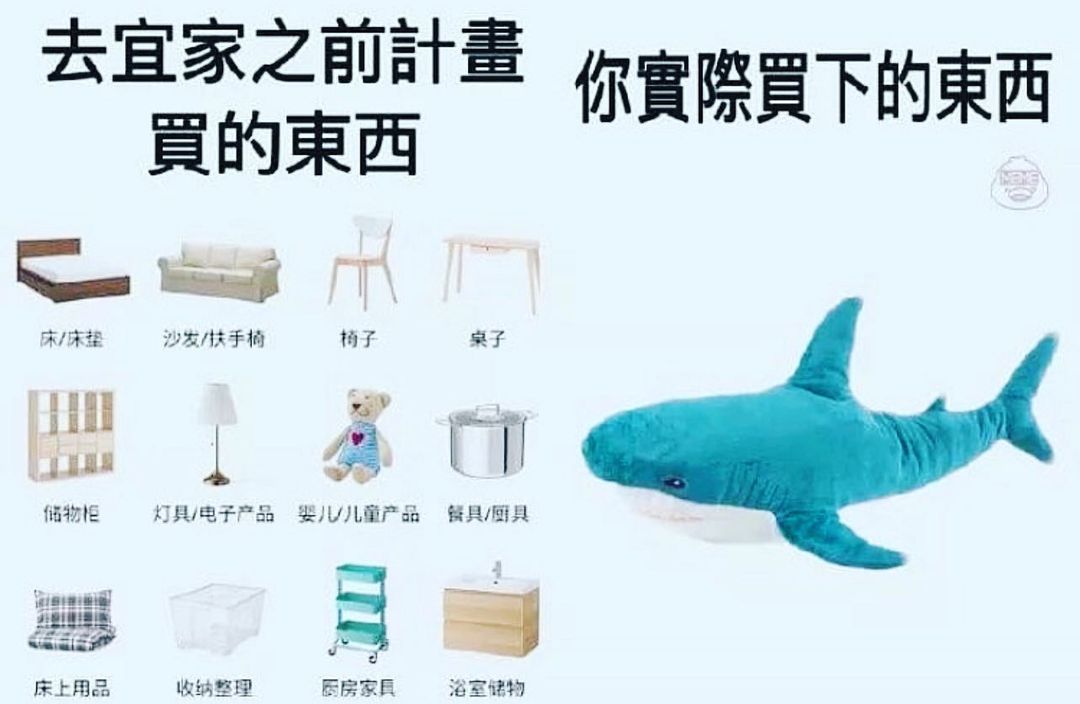 去宜家之前計畫
買的東西
你實際買下的東西
MEME
床/床垫
沙发/扶手椅
椅子
桌子
储物柜
灯具/电子产品
婴儿/儿童产品
餐具/厨具
床上用品
收纳整理
厨房家具
浴室储物